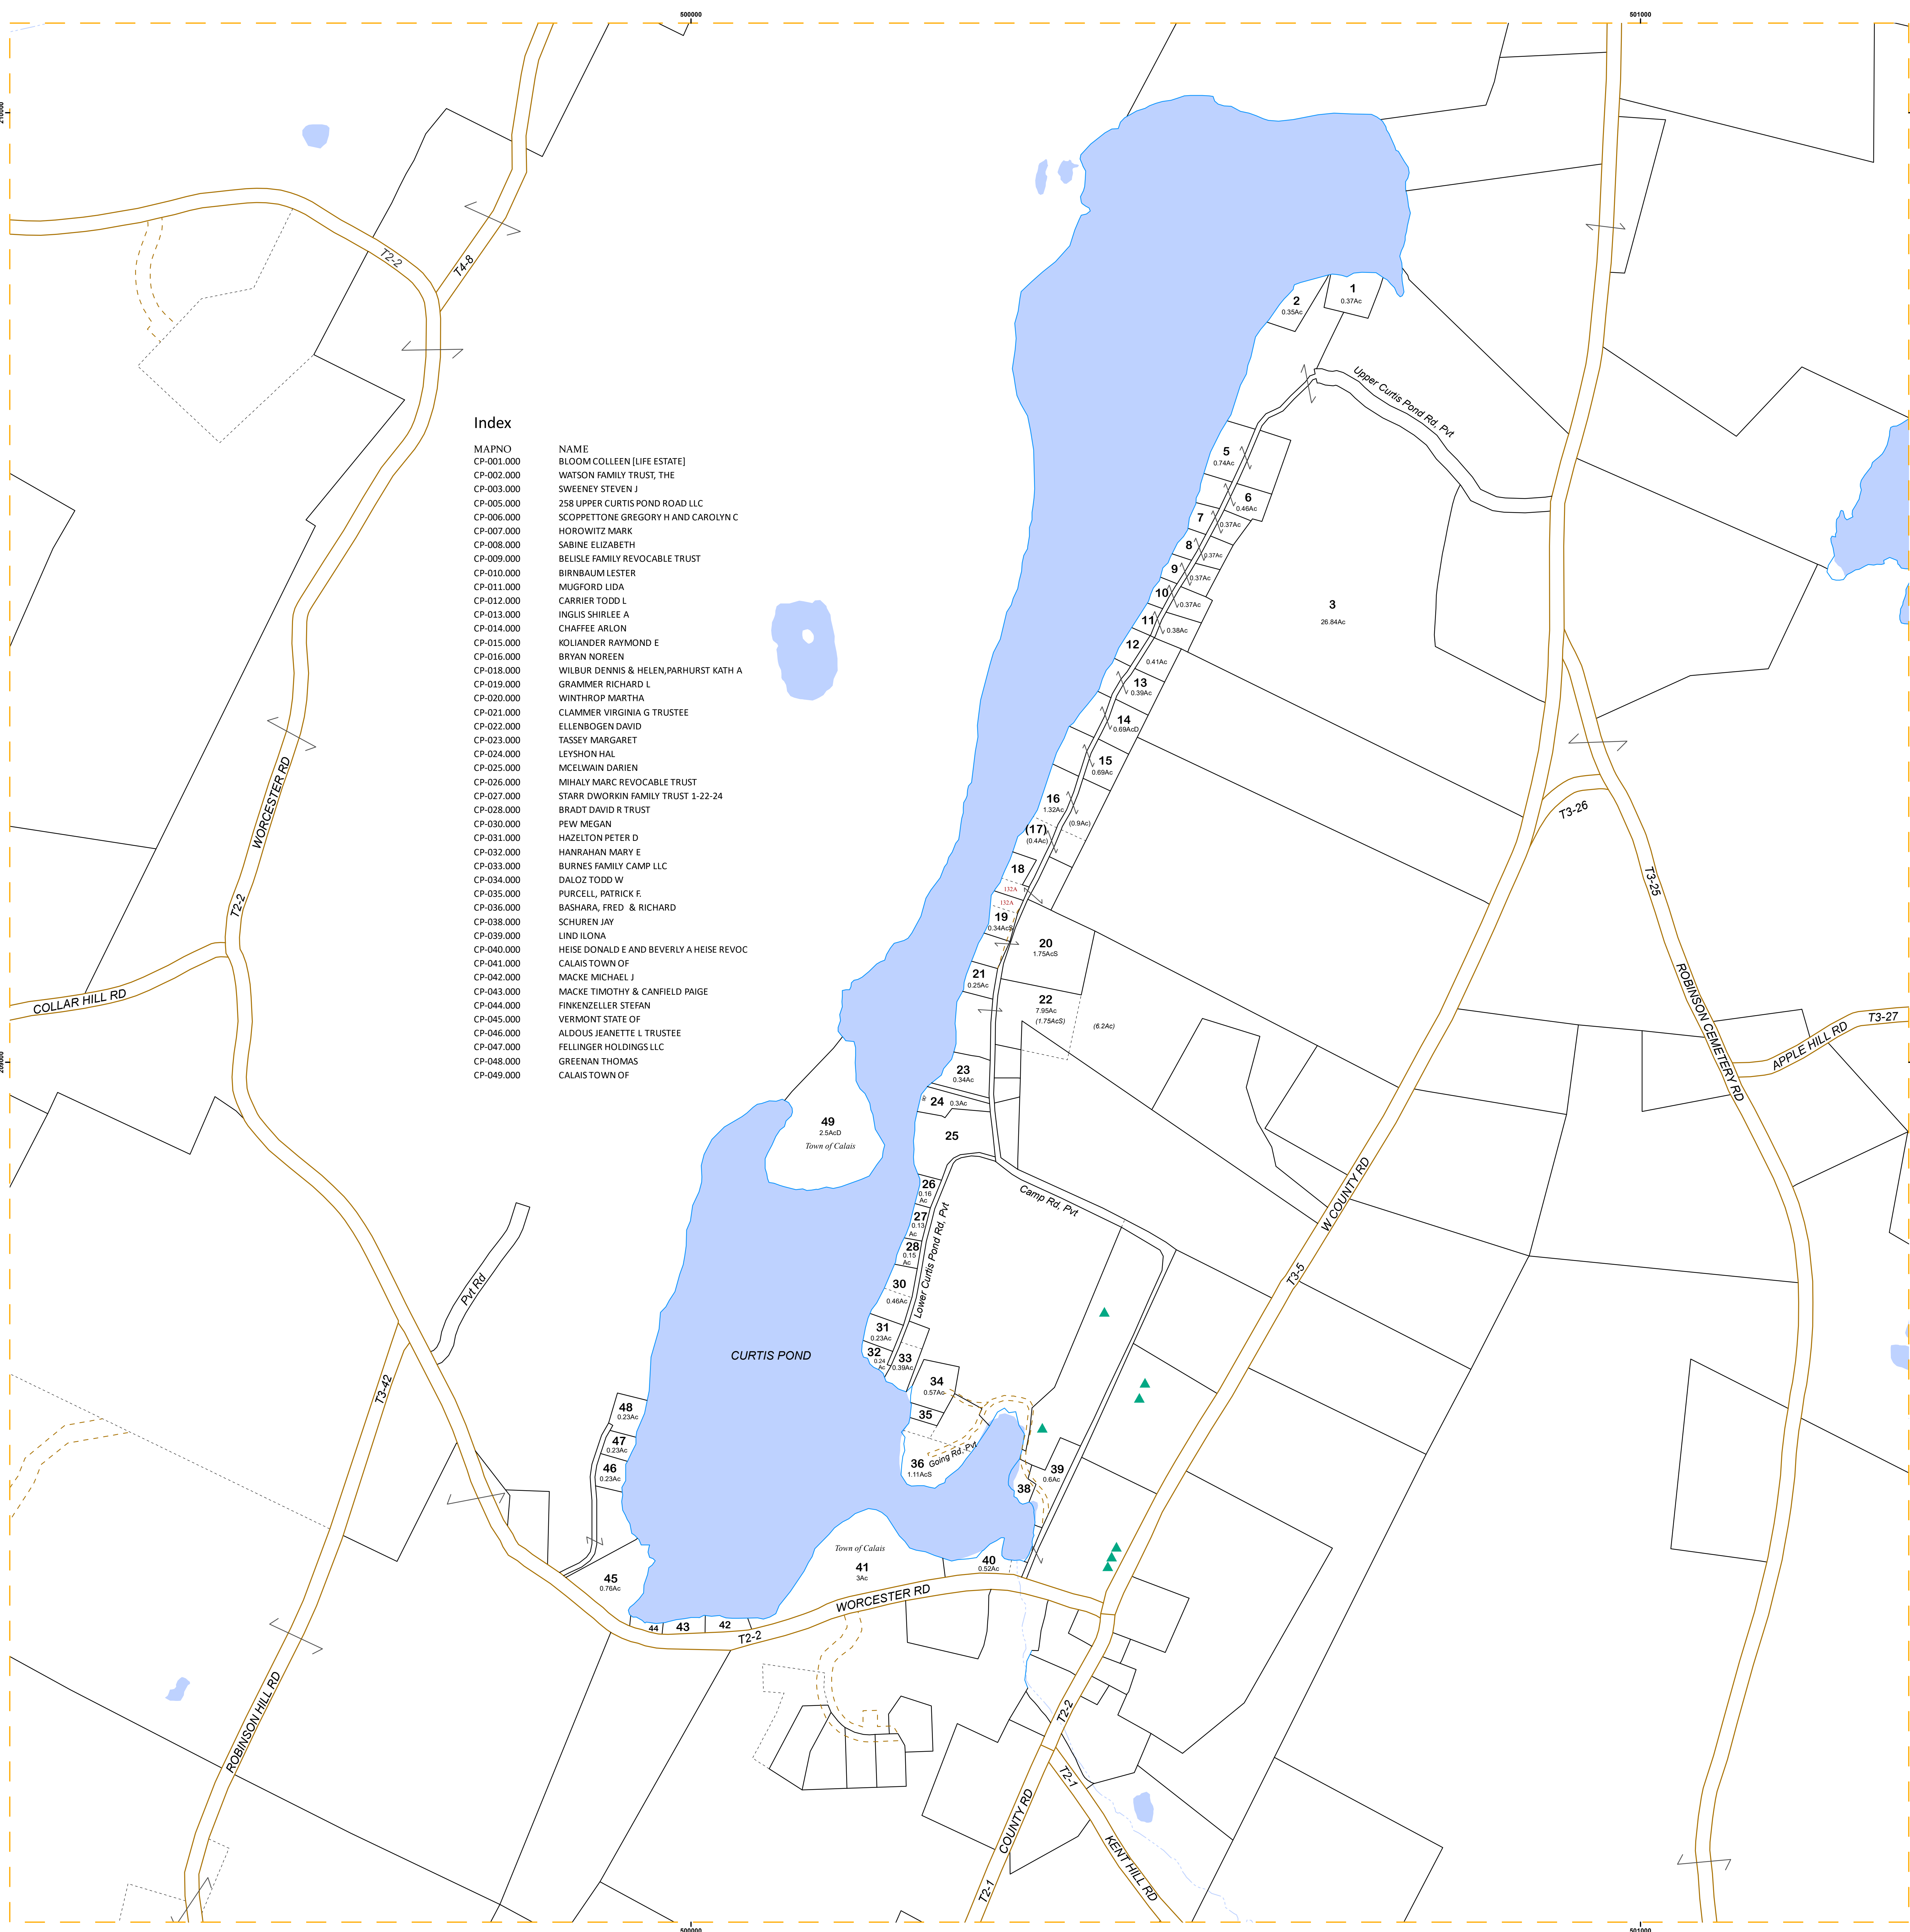 500000
501000
T2-2
T4-8
1
0.37Ac
2
0.35Ac
Upper Curtis Pond Rd, Pvt
Index
MAPNO NAME
CP-001.000 BLOOM COLLEEN [LIFE ESTATE]
CP-002.000 WATSON FAMILY TRUST, THE
CP-003.000 SWEENEY STEVEN J
CP-005.000 258 UPPER CURTIS POND ROAD LLC
CP-006.000 SCOPPETTONE GREGORY H AND CAROLYN C
CP-007.000 HOROWITZ MARK
CP-008.000 SABINE ELIZABETH
CP-009.000 BELISLE FAMILY REVOCABLE TRUST
CP-010.000 BIRNBAUM LESTER
CP-011.000 MUGFORD LIDA
CP-012.000 CARRIER TODD L
CP-013.000 INGLIS SHIRLEE A
CP-014.000 CHAFFEE ARLON
CP-015.000 KOLIANDER RAYMOND E
CP-016.000 BRYAN NOREEN
CP-018.000 WILBUR DENNIS & HELEN,PARHURST KATH A
CP-019.000 GRAMMER RICHARD L
CP-020.000 WINTHROP MARTHA
CP-021.000 CLAMMER VIRGINIA G TRUSTEE
CP-022.000 ELLENBOGEN DAVID
CP-023.000 TASSEY MARGARET
CP-024.000 LEYSHON HAL
CP-025.000 MCELWAIN DARIEN
CP-026.000 MIHALY MARC REVOCABLE TRUST
CP-027.000 STARR DWORKIN FAMILY TRUST 1-22-24
CP-028.000 BRADT DAVID R TRUST
CP-030.000 PEW MEGAN
CP-031.000 HAZELTON PETER D
CP-032.000 HANRAHAN MARY E
CP-033.000 BURNES FAMILY CAMP LLC
CP-034.000 DALOZ TODD W
CP-035.000 PURCELL, PATRICK F.
CP-036.000 BASHARA, FRED & RICHARD
CP-038.000 SCHUREN JAY
CP-039.000 LIND ILONA
CP-040.000 HEISE DONALD E AND BEVERLY A HEISE REVOC
CP-041.000 CALAIS TOWN OF
CP-042.000 MACKE MICHAEL J
CP-043.000 MACKE TIMOTHY & CANFIELD PAIGE
CP-044.000 FINKENZELLER STEFAN
CP-045.000 VERMONT STATE OF
CP-046.000 ALDOUS JEANETTE L TRUSTEE
CP-047.000 FELLINGER HOLDINGS LLC
CP-048.000 GREENAN THOMAS
CP-049.000 CALAIS TOWN OF
5
0.74Ac
6
0.46Ac
7
0.37Ac
8
0.37Ac
9
0.37Ac
10
0.37Ac
11
0.38Ac
12
0.41Ac
13
0.39Ac
14
0.69AcD
15
0.69Ac
16
1.32Ac
(0.9Ac)
(17)
(0.4Ac)
18
132A
132A
19
0.34AcS
20
1.75AcS
21
0.25Ac
22
7.95Ac
(1.75AcS)
(6.2Ac)
23
0.34Ac
24 0.3Ac
25
3
26.84Ac
T3-26
T3-25
ROBINSON CEMETERY RD
APPLE HILL RD
T3-27
WORCESTER RD
T2-2
COLLAR HILL RD
49
2.5AcD
Town of Calais
26
0.16
Ac
27
0.13
Ac
28
0.15
Ac
30
0.46Ac
31
0.23Ac
32
0.24
Ac
33
0.39Ac
34
0.57Ac
35
36
1.11AcS
Going Rd, Pvt
38
39
0.6Ac
Lower Curtis Pond Rd, Pvt
Camp Rd, Pvt
W COUNTY RD
T3-5
CURTIS POND
Pvt Rd
T3-42
48
0.23Ac
47
0.23Ac
46
0.23Ac
45
0.76Ac
44
43
42
Town of Calais
41
3Ac
40
0.52Ac
WORCESTER RD
T2-2
ROBINSON HILL RD
T2-2
T2-1
COUNTY RD
KENT HILL RD
T2-1
500000
501000